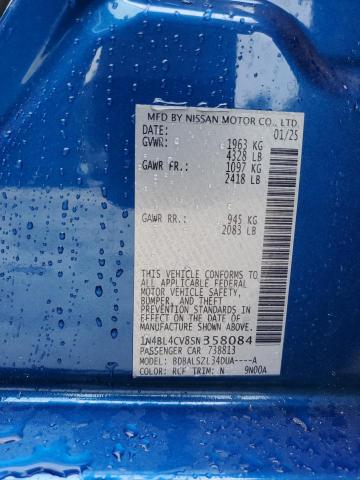 MFD BY NISSAN MOTOR CO., LTD.
DATE: 01/25
GVWR: 1963 KG
4328 LB
GAWR FR.: 1097 KG
2418 LB
GAWR RR.: 945 KG
2083 LB
THIS VEHICLE CONFORMS TO
ALL APPLICABLE FEDERAL
MOTOR VEHICLE SAFETY,
BUMPER, AND THEFT
PREVENTION STANDARDS
IN EFFECT ON THE DATE OF
MANUFACTURE SHOWN ABOVE.
1N4BL4CV8SN358084
PASSENGER CAR 738813
MODEL: BDBALSZL34DUA----A
COLOR: RCF TRIM: N 9N00A